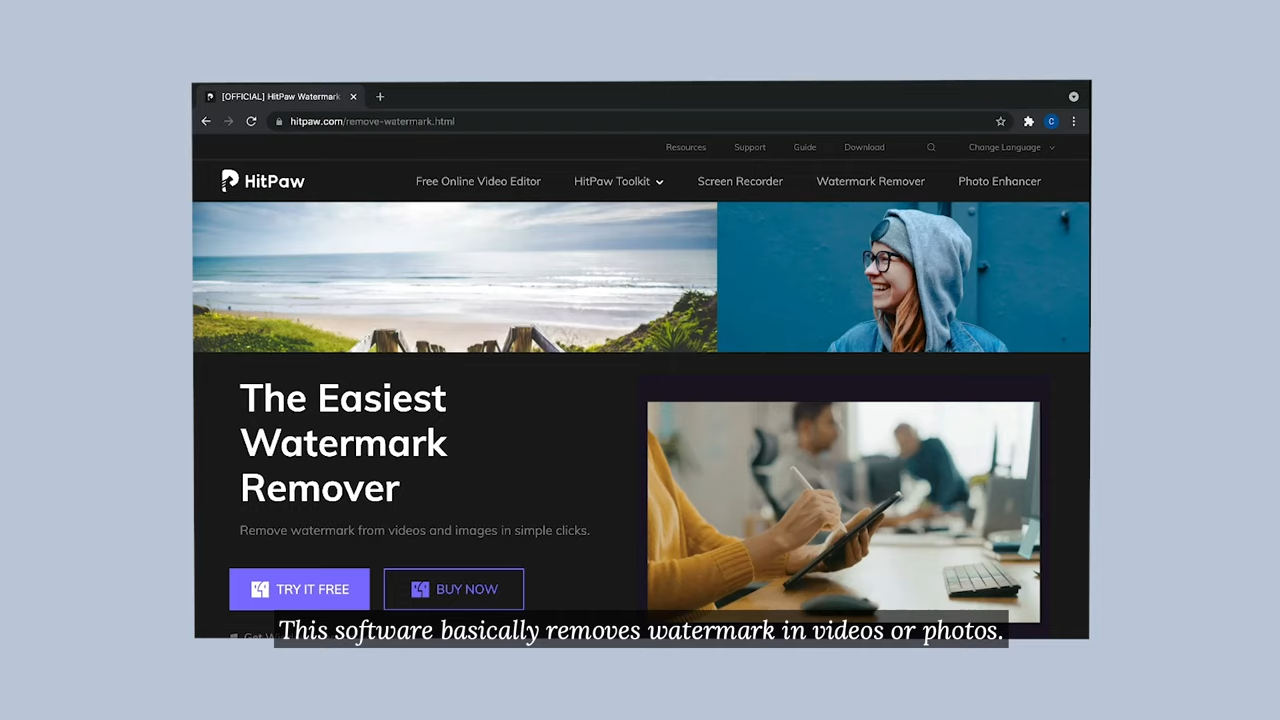 [OFFICIAL] HitPaw Watermark
hitpaw.com/remove-watermark.html
C
Resources Support Guide Download Change Language
HitPaw Free Online Video Editor HitPaw Toolkit Screen Recorder Watermark Remover Photo Enhancer
The Easiest
Watermark
Remover
Remove watermark from videos and images in simple clicks.
TRY IT FREE BUY NOW
Get
This software basically removes watermark in videos or photos.